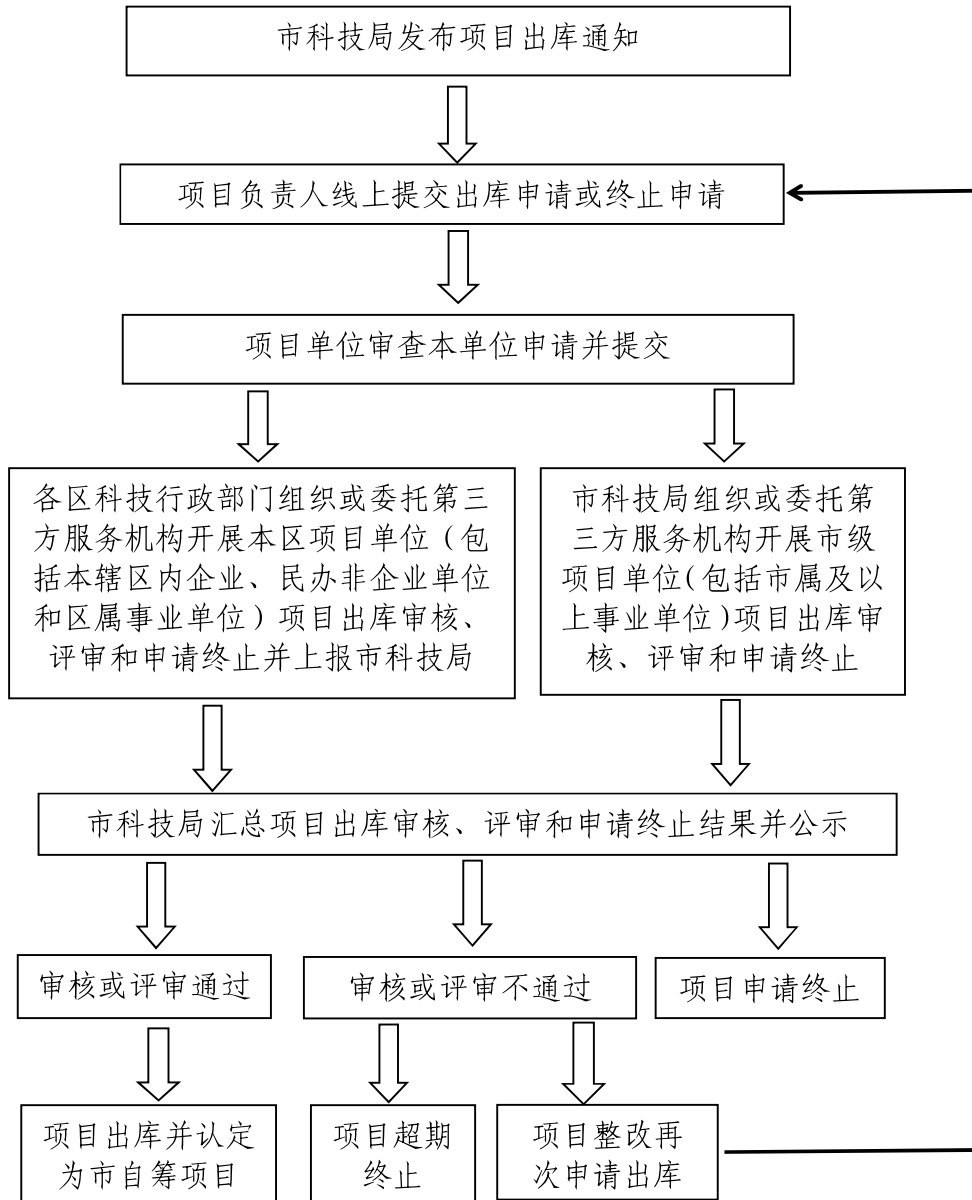 市科技局发布项目出库通知
项目负责人线上提交出库申请或终止申请
项目单位审查本单位申请并提交
各区科技行政部门组织或委托第三
方服务机构开展本区项目单位（包
括本辖区内企业、民办非企业单位
和区属事业单位）项目出库审核、
评审和申请终止并上报市科技局
市科技局组织或委托第
三方服务机构开展市级
项目单位(包括市属及以
上事业单位)项目出库审
核、评审和申请终止
市科技局汇总项目出库审核、评审和申请终止结果并公示
审核或评审通过
审核或评审不通过
项目申请终止
项目出库并认定
为市自筹项目
项目超期
终止
项目整改再
次申请出库